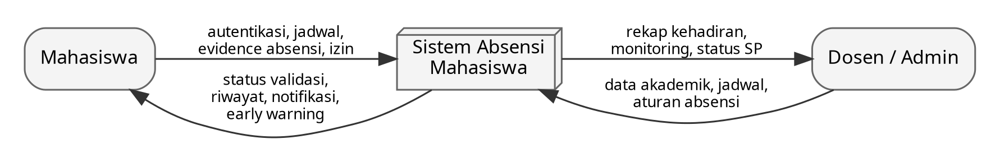 Mahasiswa
autentikasi, jadwal,
evidence absensi, izin
status validasi,
riwayat, notifikasi,
early warning
Sistem Absensi
Mahasiswa
rekap kehadiran,
monitoring, status SP
data akademik, jadwal,
aturan absensi
Dosen / Admin